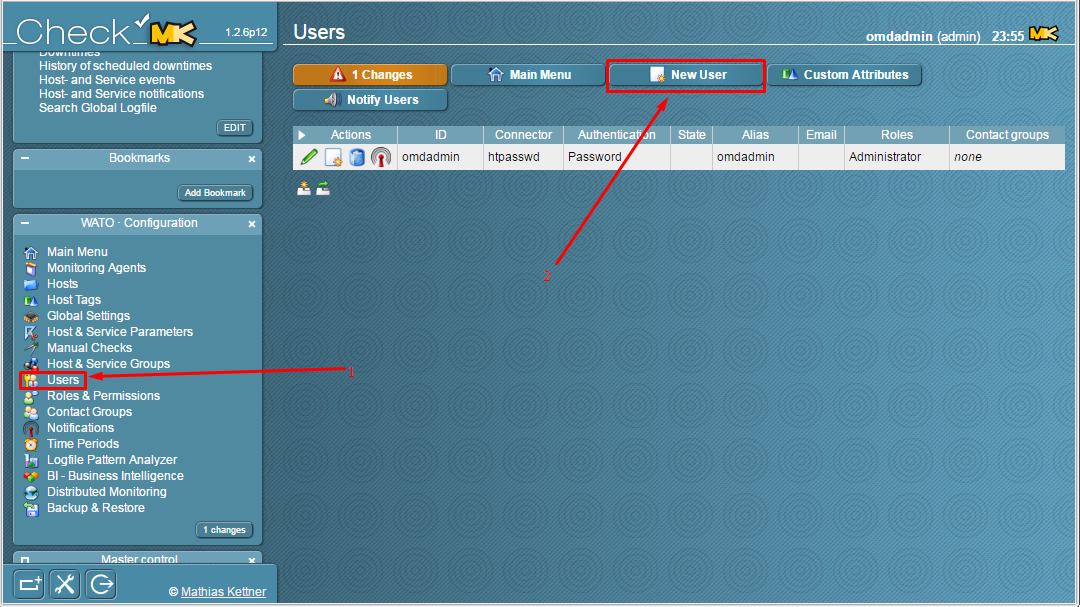 Check MK 1.2.6p12
Downtimes
History of scheduled downtimes
Host- and Service events
Host- and Service notifications
Search Global Logfile
EDIT
Bookmarks
Add Bookmark
WATO · Configuration
Main Menu
Monitoring Agents
Hosts
Host Tags
Global Settings
Host & Service Parameters
Manual Checks
Host & Service Groups
Users
1
Roles & Permissions
Contact Groups
Notifications
Time Periods
Logfile Pattern Analyzer
BI - Business Intelligence
Distributed Monitoring
Backup & Restore
1 changes
Master control
© Mathias Kettner
Users
omdadmin (admin) 23:55 MK
1 Changes Main Menu New User Custom Attributes
Notify Users
Actions ID Connector Authentication State Alias Email Roles Contact groups
omdadmin htpasswd Password omdadmin Administrator none
2